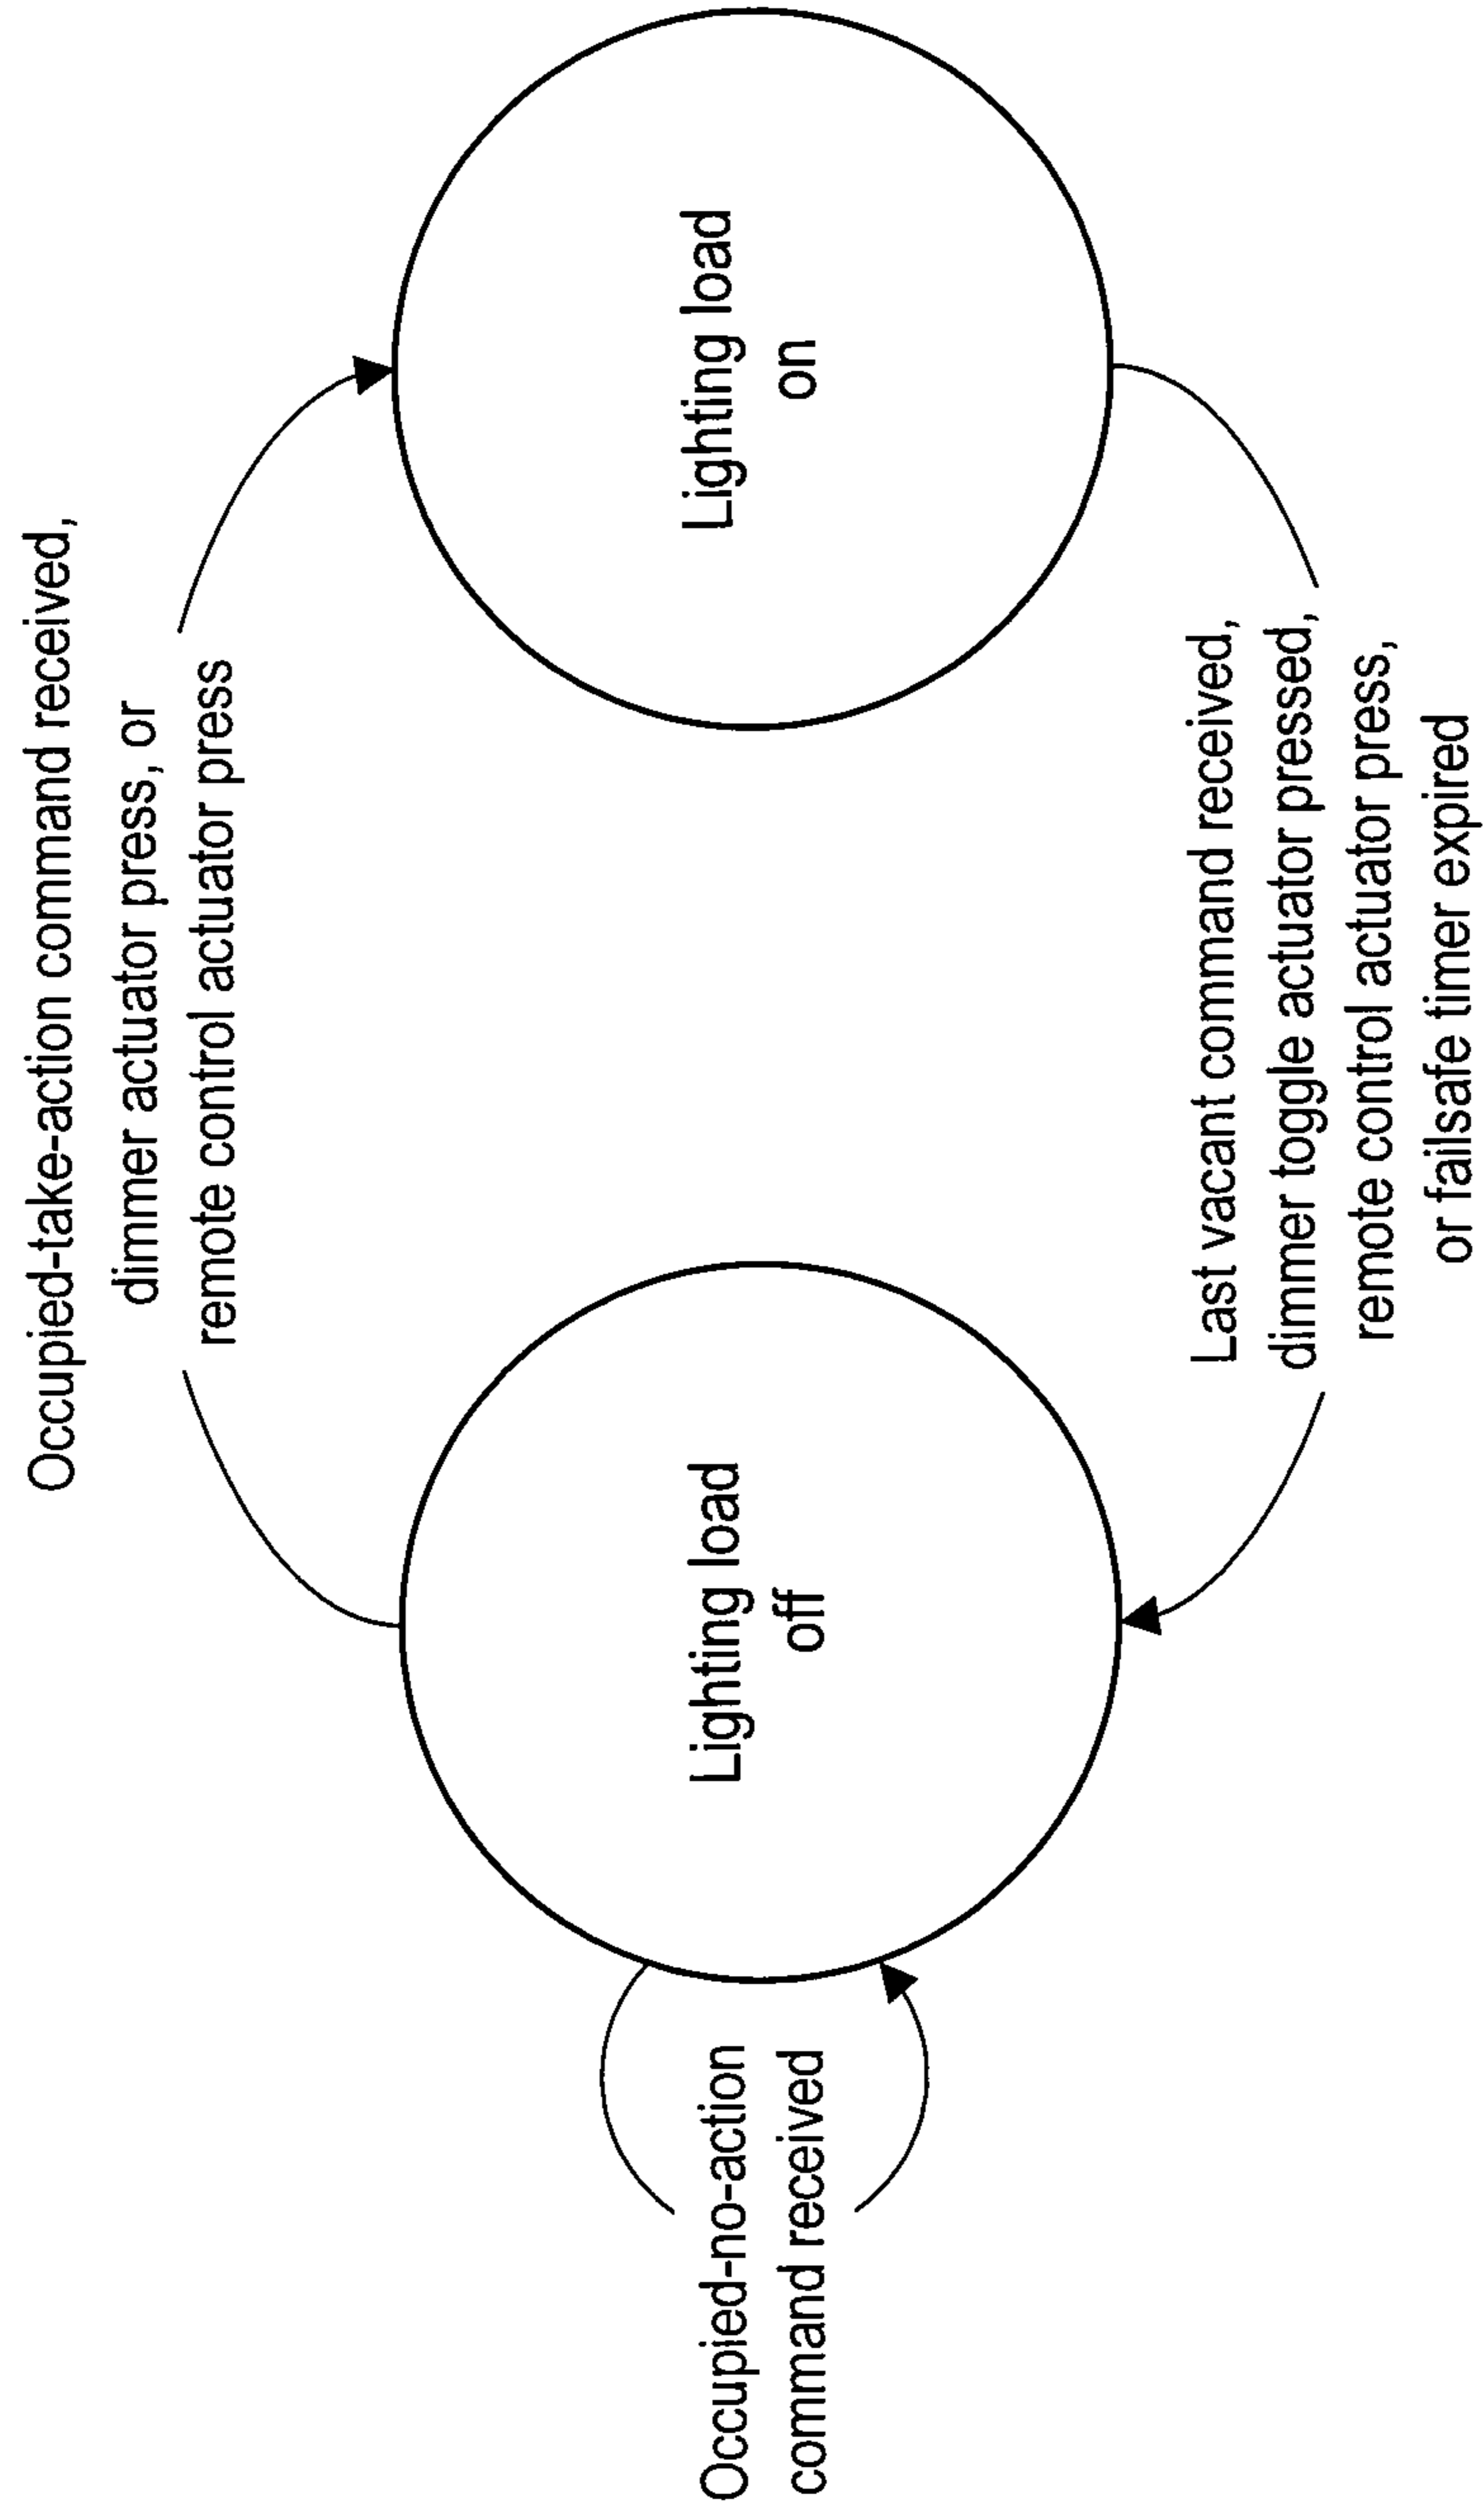 Occupied-take-action command received,
dimmer actuator press, or
remote control actuator press
Occupied-no-action
command received
Lighting load
off
Lighting load
on
Last vacant command received,
dimmer toggle actuator pressed,
remote control actuator press,
or failsafe timer expired